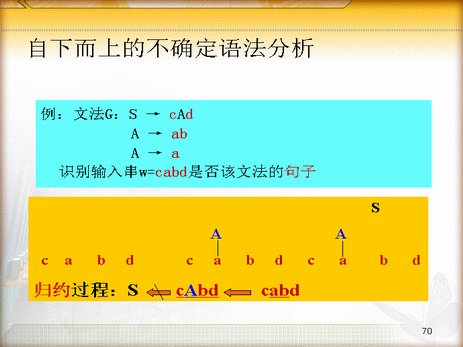 自下而上的不确定语法分析
例：文法G：S → cAd
A → ab
A → a
识别输入串w=cabd是否该文法的句子
S
A A
c a b d c a b d c a b d
归约过程：S ⇐ cAbd ⇐ cabd
70